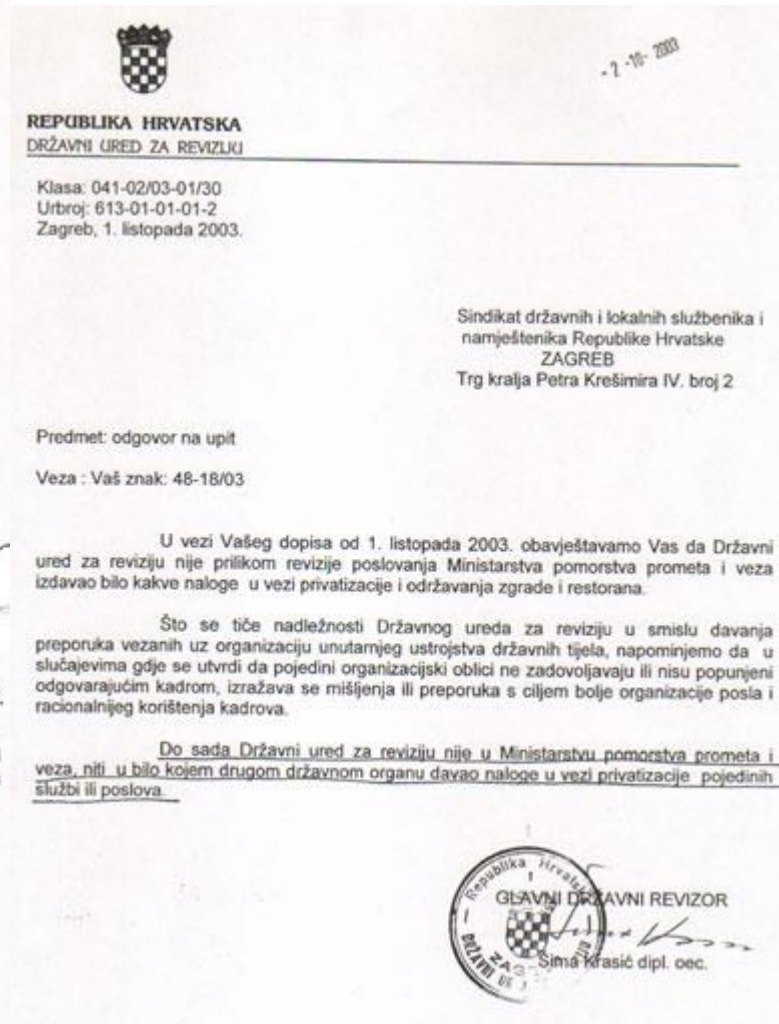 - 2 -10- 2003
REPUBLIKA HRVATSKA
DRŽAVNI URED ZA REVIZIJU
Klasa: 041-02/03-01/30
Urbroj: 613-01-01-01-2
Zagreb, 1. listopada 2003.
Sindikat državnih i lokalnih službenika i
namještenika Republike Hrvatske
ZAGREB
Trg kralja Petra Krešimira IV. broj 2
Predmet: odgovor na upit
Veza : Vaš znak: 48-18/03
U vezi Vašeg dopisa od 1. listopada 2003. obavještavamo Vas da Državni
ured za reviziju nije prilikom revizije poslovanja Ministarstva pomorstva prometa i veza
izdavao bilo kakve naloge u vezi privatizacije i održavanja zgrade i restorana.
Što se tiče nadležnosti Državnog ureda za reviziju u smislu davanja
preporuka vezanih uz organizaciju unutarnjeg ustrojstva državnih tijela, napominjemo da u
slučajevima gdje se utvrdi da pojedini organizacijski oblici ne zadovoljavaju ili nisu popunjeni
odgovarajućim kadrom, izražava se mišljenja ili preporuka s ciljem bolje organizacije posla i
racionalnijeg korištenja kadrova.
Do sada Državni ured za reviziju nije u Ministarstvu pomorstva prometa i
veza, niti u bilo kojem drugom državnom organu davao naloge u vezi privatizacije pojedinih
službi ili poslova.
Republika Hrvatska
GLAVNI DRŽAVNI REVIZOR
DRŽAVNI
Sima Krasić dipl. oec.